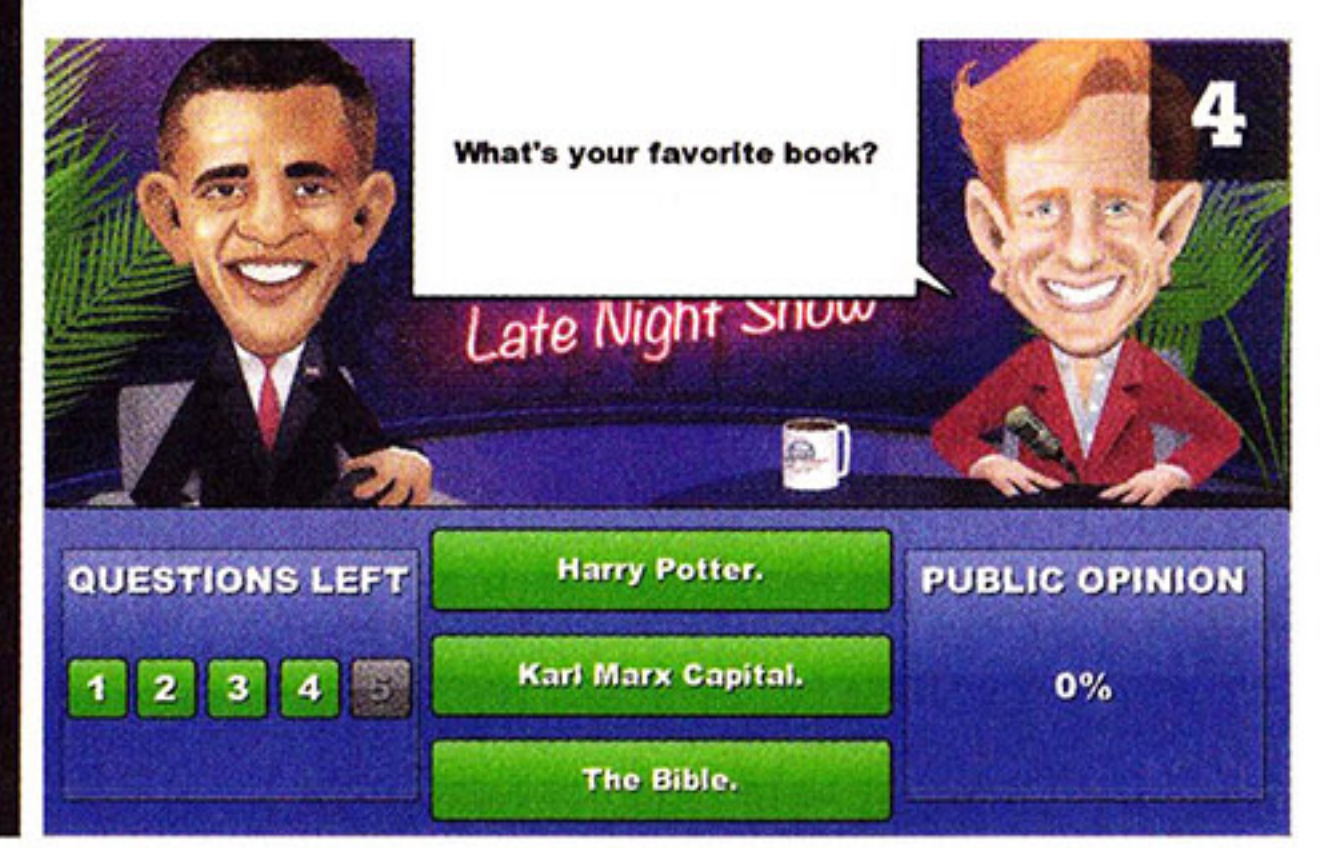 What's your favorite book?
4
Late Night Show
QUESTIONS LEFT
1 2 3 4 5
Harry Potter.
Karl Marx Capital.
The Bible.
PUBLIC OPINION
0%